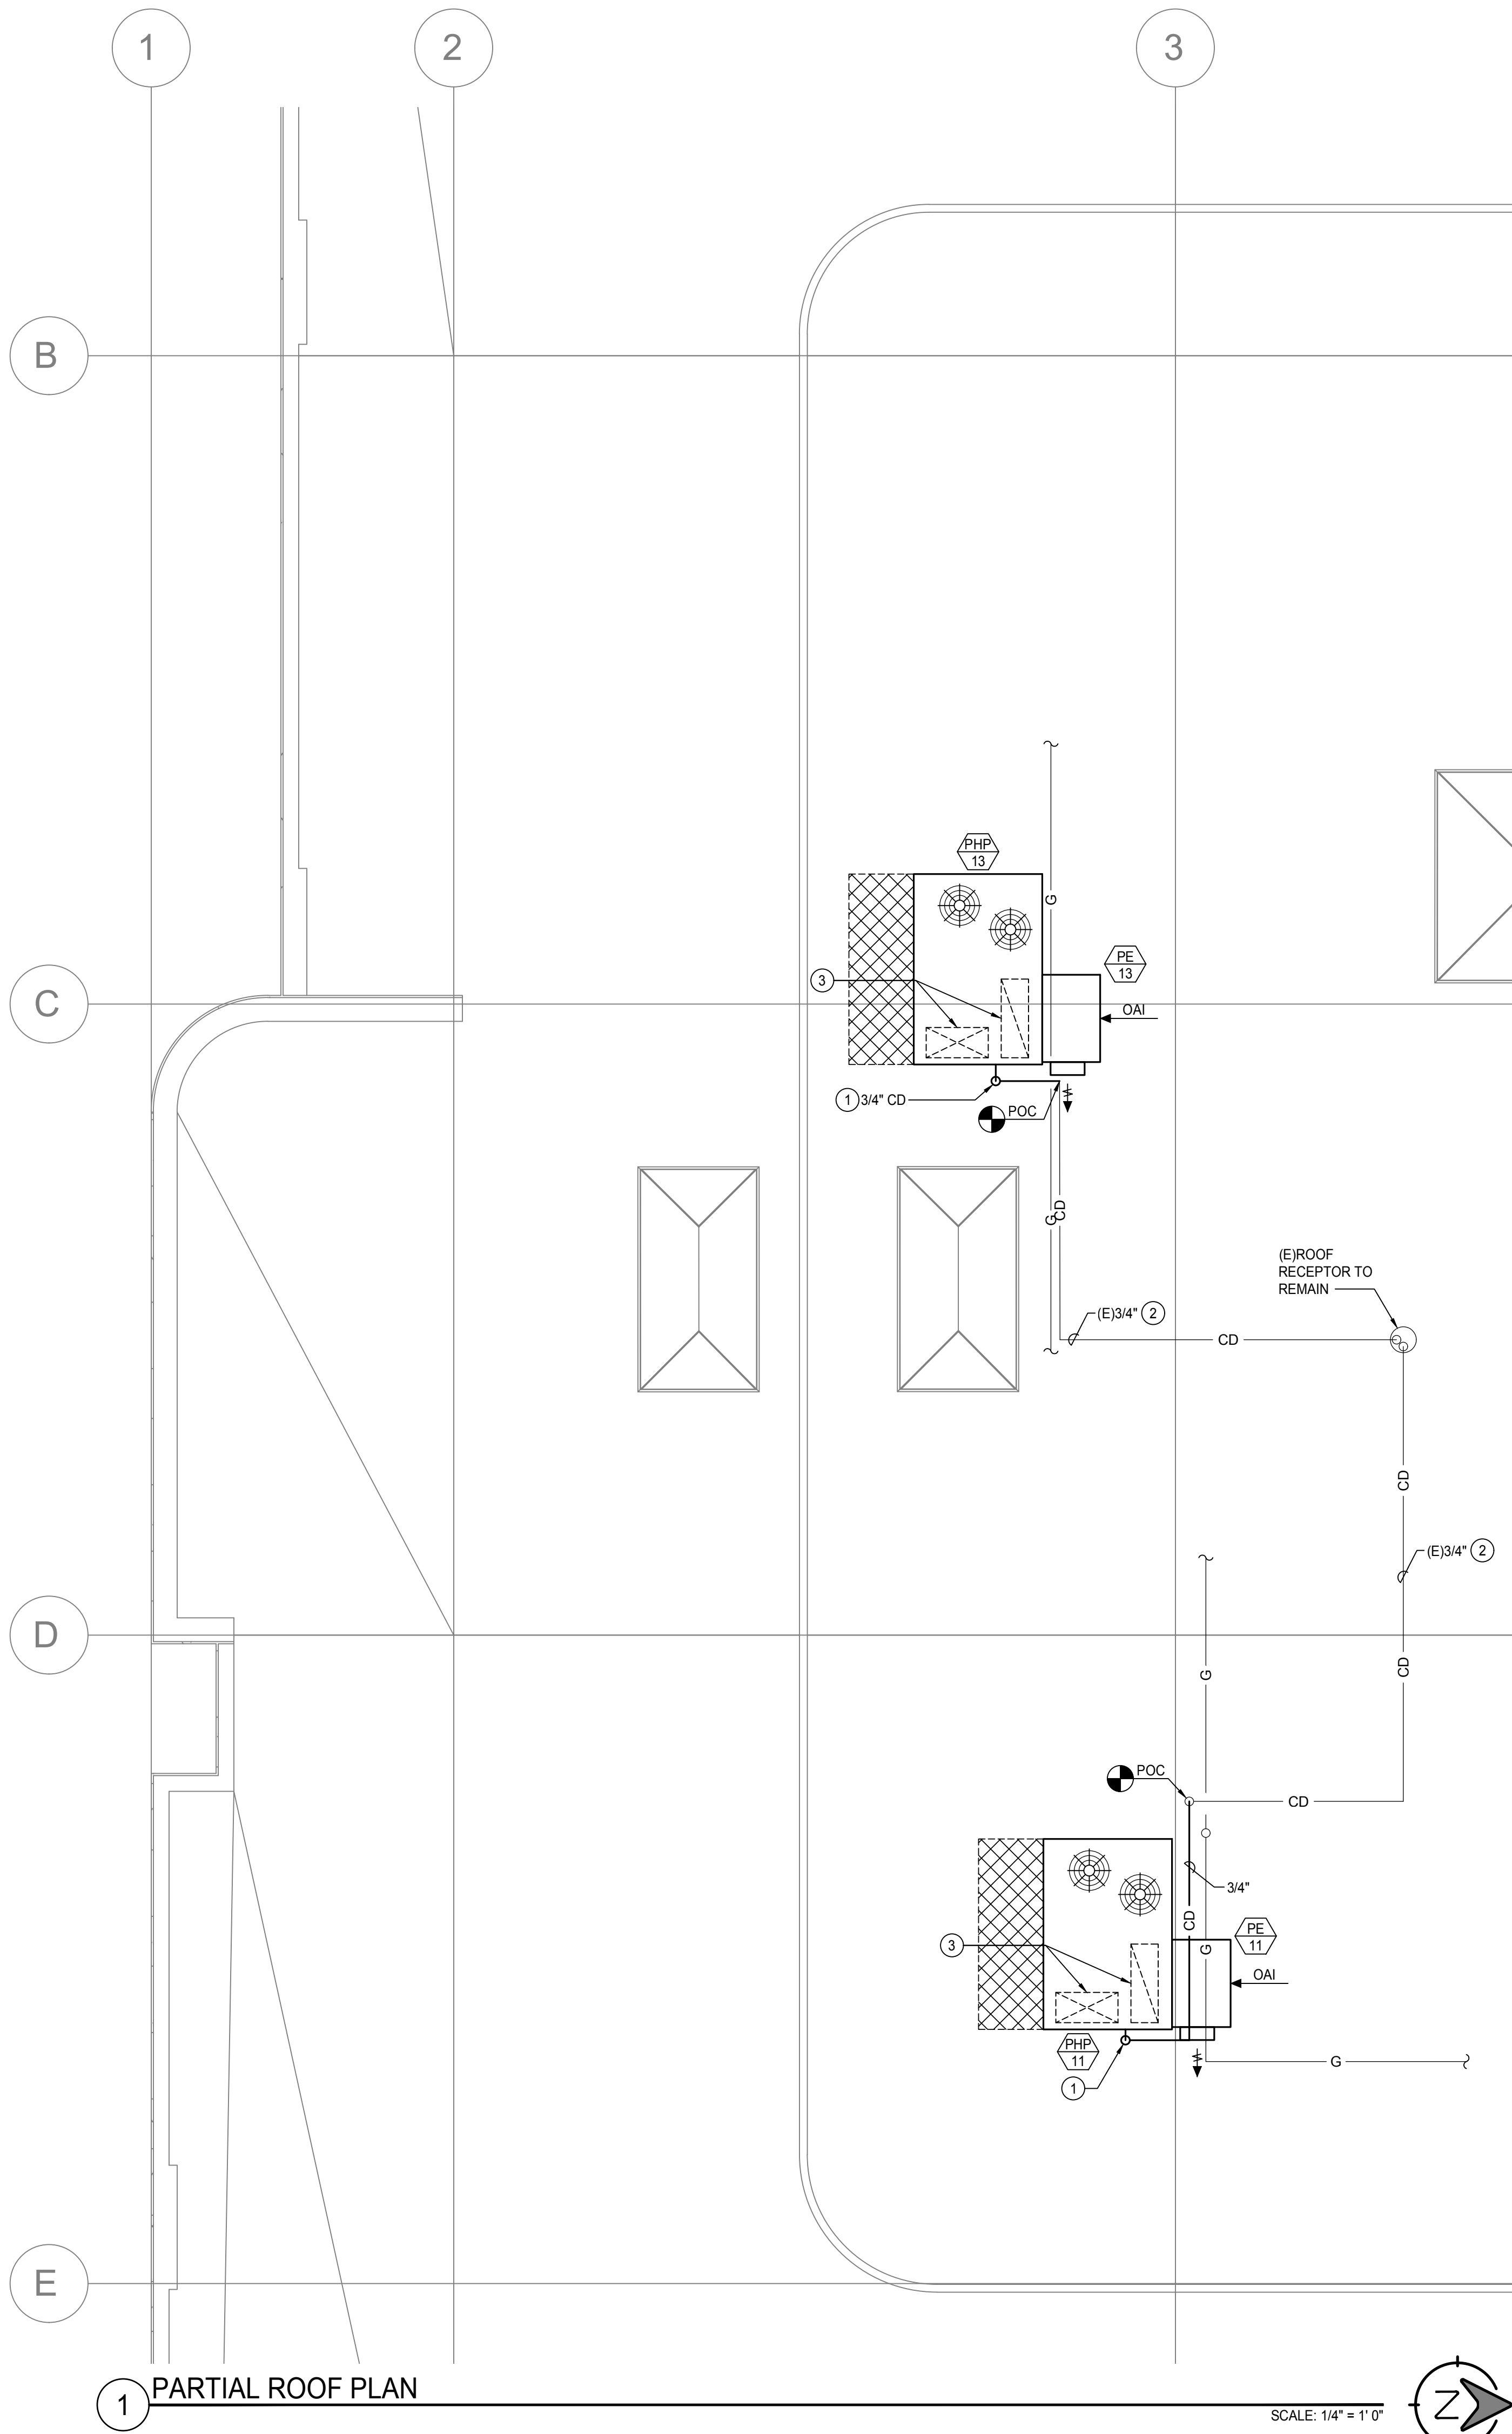 1
2
3
B
PHP
13
G
PE
13
3
C
OAI
1 3/4" CD
POC
G
CD
(E)ROOF
RECEPTOR TO
REMAIN
(E)3/4" 2
CD
CD
(E)3/4" 2
D
G
CD
POC
CD
3/4"
CD
PE
11
3
G
OAI
PHP
11
G
1
E
1
PARTIAL ROOF PLAN
SCALE: 1/4" = 1' 0"
Z